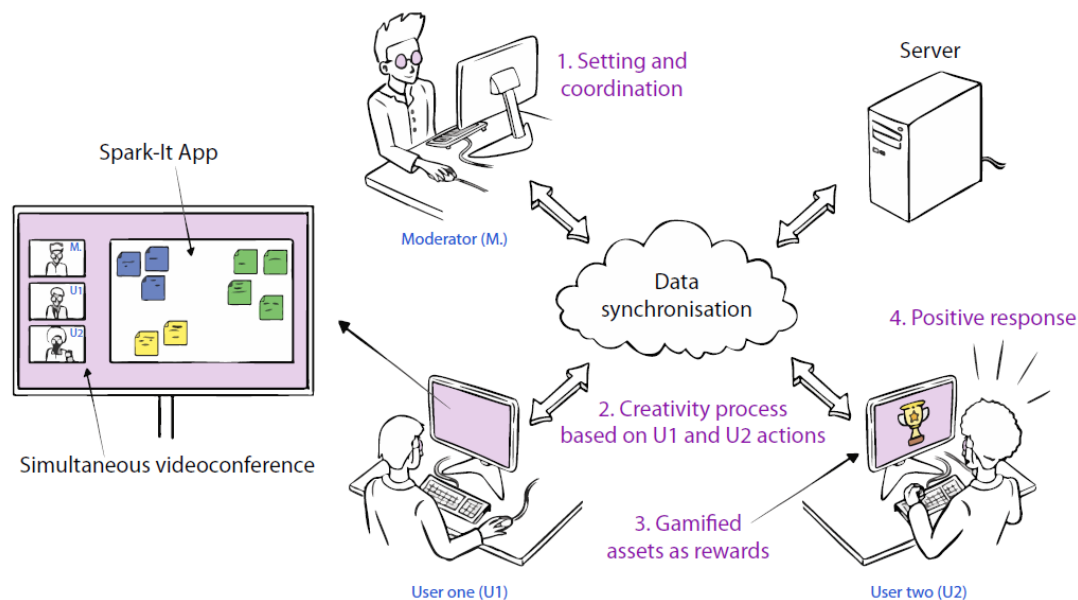 1. Setting and
coordination
Server
Spark-It App
Moderator (M.)
M.
U1
U2
Data
synchronisation
4. Positive response
2. Creativity process
based on U1 and U2 actions
Simultaneous videoconference
3. Gamified
assets as rewards
User one (U1)
User two (U2)